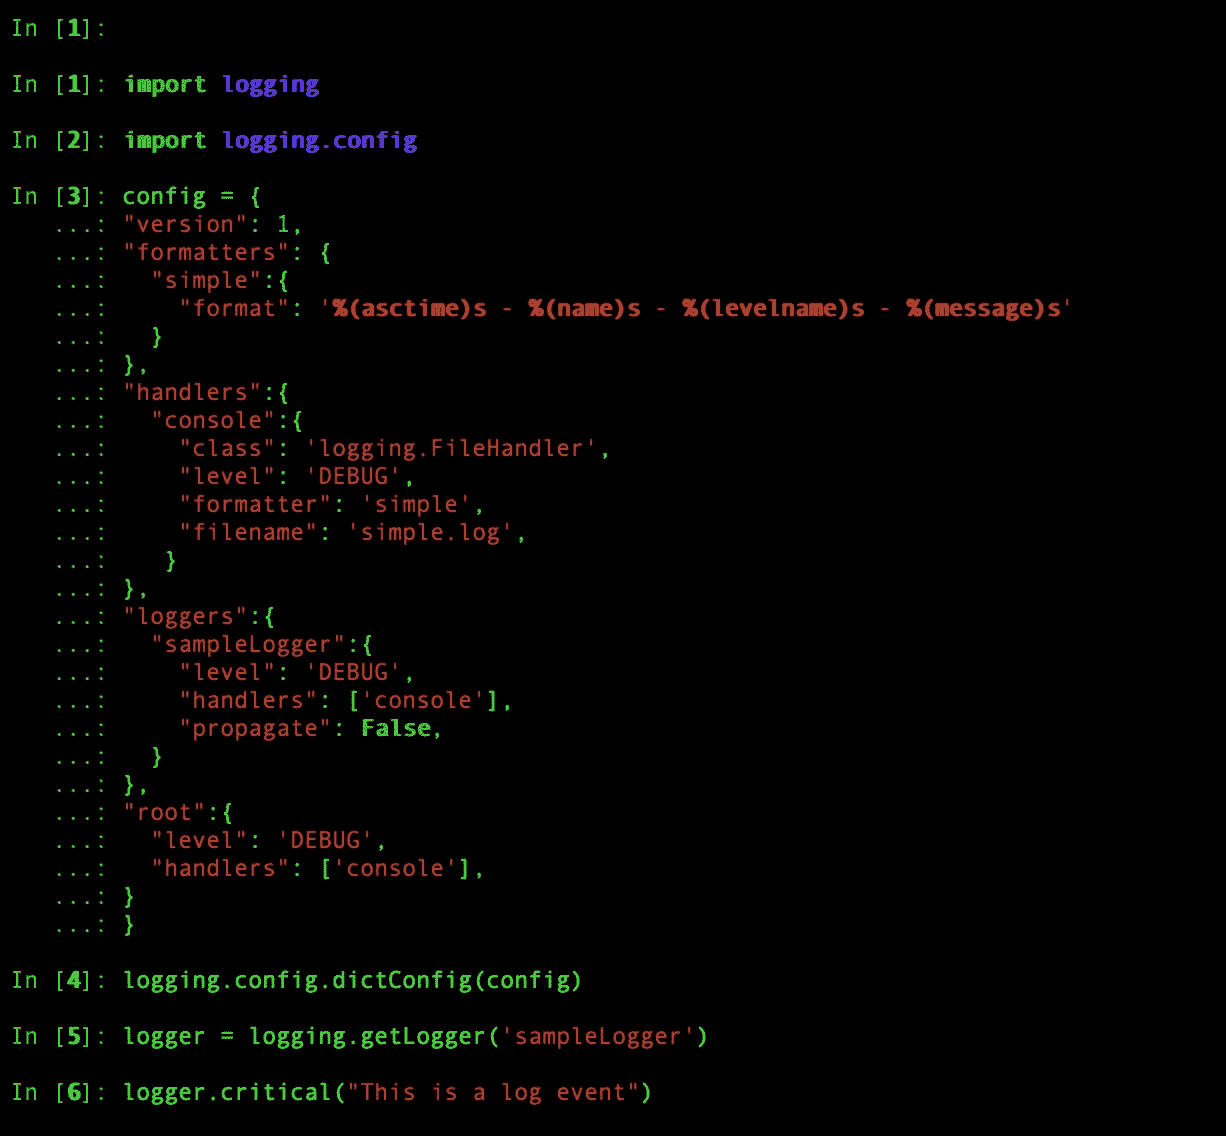 In [1]:
In [1]: import logging
In [2]: import logging.config
In [3]: config = {
   ...: "version": 1,
   ...: "formatters": {
   ...:   "simple":{
   ...:     "format": '%(asctime)s - %(name)s - %(levelname)s - %(message)s'
   ...:   }
   ...: },
   ...: "handlers":{
   ...:   "console":{
   ...:     "class": 'logging.FileHandler',
   ...:     "level": 'DEBUG',
   ...:     "formatter": 'simple',
   ...:     "filename": 'simple.log',
   ...:    }
   ...: },
   ...: "loggers":{
   ...:   "sampleLogger":{
   ...:     "level": 'DEBUG',
   ...:     "handlers": ['console'],
   ...:     "propagate": False,
   ...:   }
   ...: },
   ...: "root":{
   ...:   "level": 'DEBUG',
   ...:   "handlers": ['console'],
   ...: }
   ...: }
In [4]: logging.config.dictConfig(config)
In [5]: logger = logging.getLogger('sampleLogger')
In [6]: logger.critical("This is a log event")